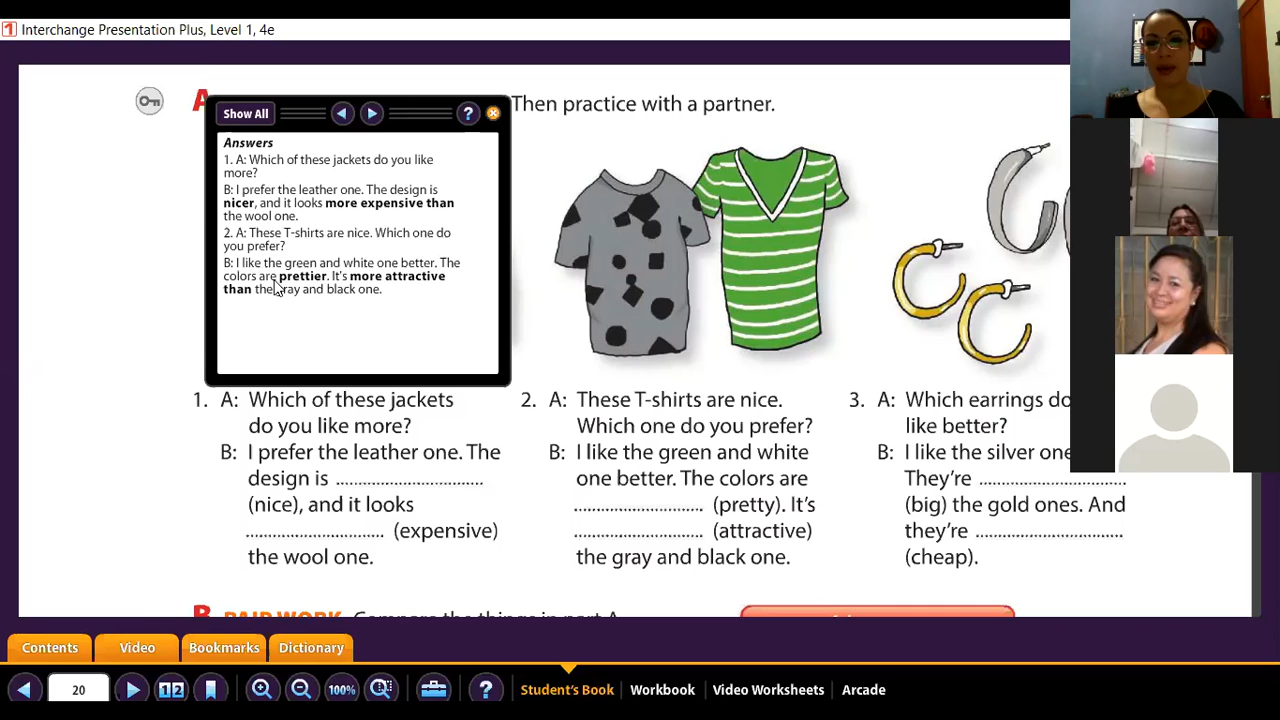 Interchange Presentation Plus, Level 1, 4e
Then practice with a partner.
Show All
?
Answers
1. A: Which of these jackets do you like
more?
B: I prefer the leather one. The design is
nicer, and it looks more expensive than
the wool one.
2. A: These T-shirts are nice. Which one do
you prefer?
B: I like the green and white one better. The
colors are prettier. It's more attractive
than the gray and black one.
1. A: Which of these jackets
do you like more?
B: I prefer the leather one. The
design is ....................................
(nice), and it looks
.................................. (expensive)
the wool one.
2. A: These T-shirts are nice.
Which one do you prefer?
B: I like the green and white
one better. The colors are
................................ (pretty). It's
................................ (attractive)
the gray and black one.
3. A: Which earrings do
like better?
B: I like the silver one
They're ....................................
(big) the gold ones. And
they're ....................................
(cheap).
B PAIR WORK Compare the things in part A
Contents
Video
Bookmarks
Dictionary
20
12
100%
?
Student's Book
Workbook
Video Worksheets
Arcade